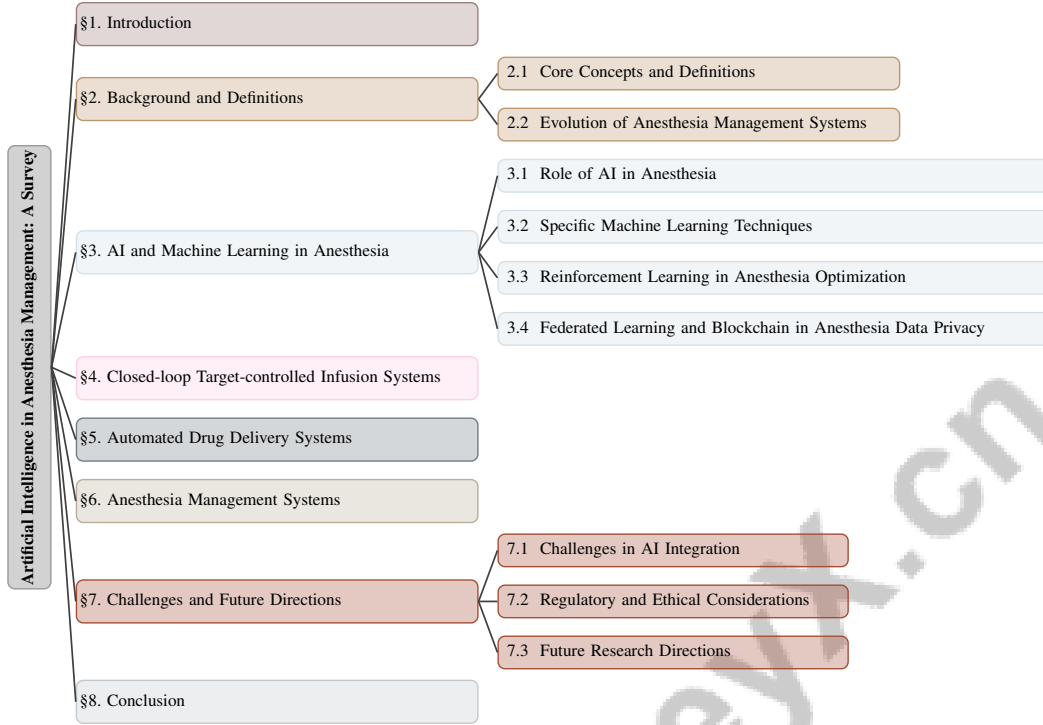 Artificial Intelligence in Anesthesia Management: A Survey
§1. Introduction
§2. Background and Definitions
2.1 Core Concepts and Definitions
2.2 Evolution of Anesthesia Management Systems
§3. AI and Machine Learning in Anesthesia
3.1 Role of AI in Anesthesia
3.2 Specific Machine Learning Techniques
3.3 Reinforcement Learning in Anesthesia Optimization
3.4 Federated Learning and Blockchain in Anesthesia Data Privacy
§4. Closed-loop Target-controlled Infusion Systems
§5. Automated Drug Delivery Systems
§6. Anesthesia Management Systems
§7. Challenges and Future Directions
7.1 Challenges in AI Integration
7.2 Regulatory and Ethical Considerations
7.3 Future Research Directions
§8. Conclusion
eyx.cn